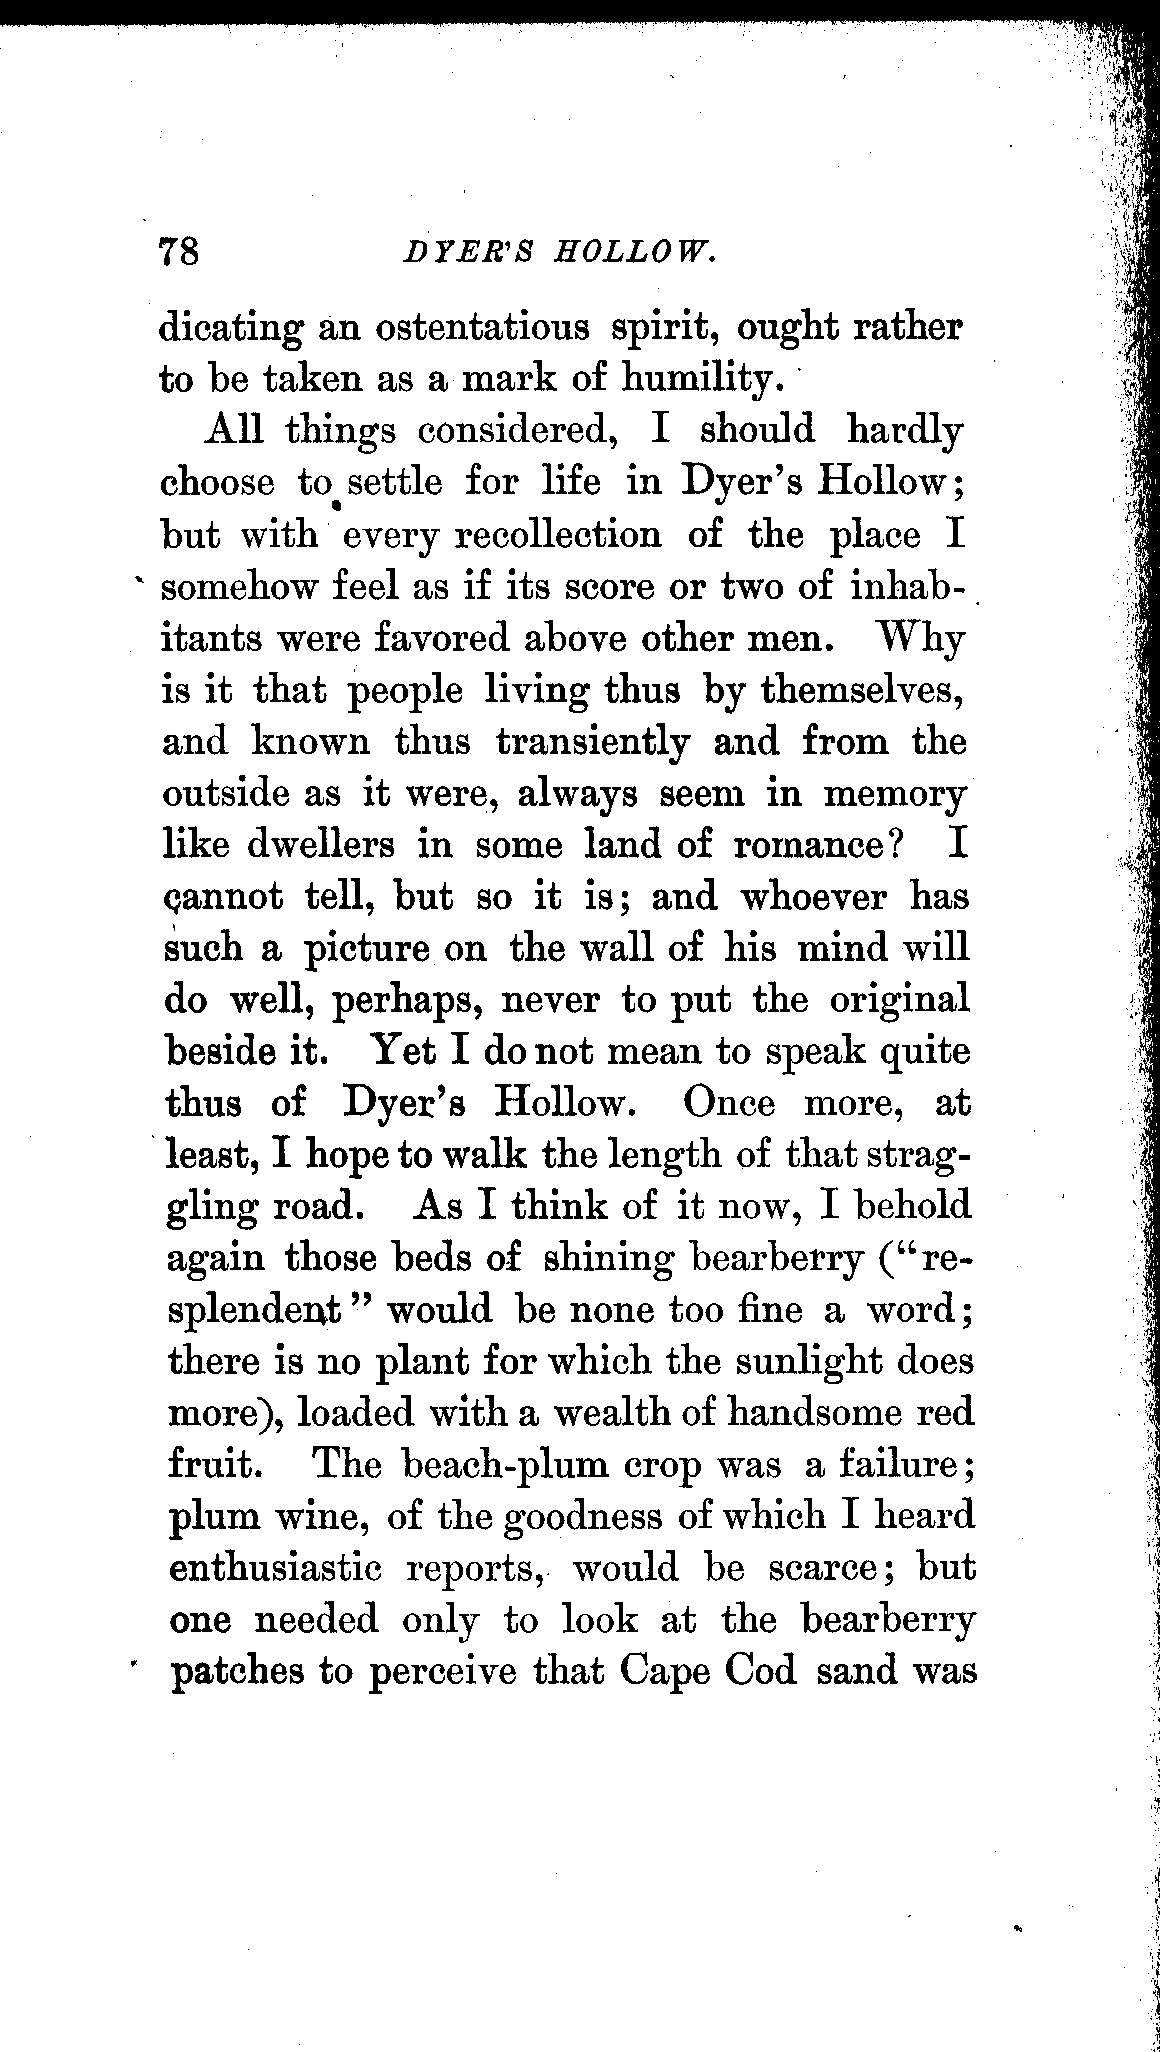 78 DYER'S HOLLOW.
dicating an ostentatious spirit, ought rather
to be taken as a mark of humility.
All things considered, I should hardly
choose to settle for life in Dyer's Hollow;
but with every recollection of the place I
somehow feel as if its score or two of inhab-
itants were favored above other men. Why
is it that people living thus by themselves,
and known thus transiently and from the
outside as it were, always seem in memory
like dwellers in some land of romance? I
cannot tell, but so it is; and whoever has
such a picture on the wall of his mind will
do well, perhaps, never to put the original
beside it. Yet I do not mean to speak quite
thus of Dyer's Hollow. Once more, at
least, I hope to walk the length of that strag-
gling road. As I think of it now, I behold
again those beds of shining bearberry ("re-
splendent" would be none too fine a word;
there is no plant for which the sunlight does
more), loaded with a wealth of handsome red
fruit. The beach-plum crop was a failure;
plum wine, of the goodness of which I heard
enthusiastic reports, would be scarce; but
one needed only to look at the bearberry
patches to perceive that Cape Cod sand was